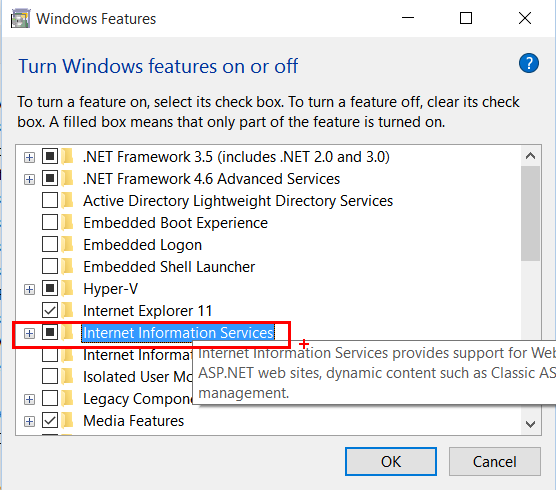 Windows Features
Turn Windows features on or off
To turn a feature on, select its check box. To turn a feature off, clear its check
box. A filled box means that only part of the feature is turned on.
.NET Framework 3.5 (includes .NET 2.0 and 3.0)
.NET Framework 4.6 Advanced Services
Active Directory Lightweight Directory Services
Embedded Boot Experience
Embedded Logon
Embedded Shell Launcher
Hyper-V
Internet Explorer 11
Internet Information Services
Internet Informat
Internet Information Services provides support for Web
Isolated User Mo
ASP.NET web sites, dynamic content such as Classic AS
Legacy Compon
management.
Media Features
OK
Cancel